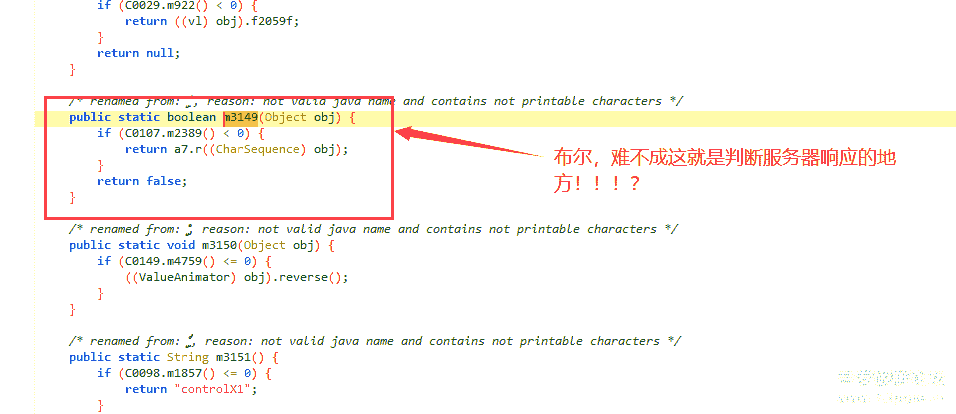 if (C0029.m922() < 0) {
return ((vl) obj).f2059f;
}
return null;
}
/* renamed from: , reason: not valid java name and contains not printable characters */
public static boolean m3149(Object obj) {
if (C0107.m2389() < 0) {
return a7.r((CharSequence) obj);
}
return false;
}
布尔，难不成这就是判断服务器响应的地
方！！！？
/* renamed from: reason: not valid java name and contains not printable characters */
public static void m3150(Object obj) {
if (C0149.m4759() <= 0) {
((ValueAnimator) obj).reverse();
}
}
/* renamed from: , reason: not valid java name and contains not printable characters */
public static String m3151() {
if (C0098.m1857() <= 0) {
return "controlX1";
}